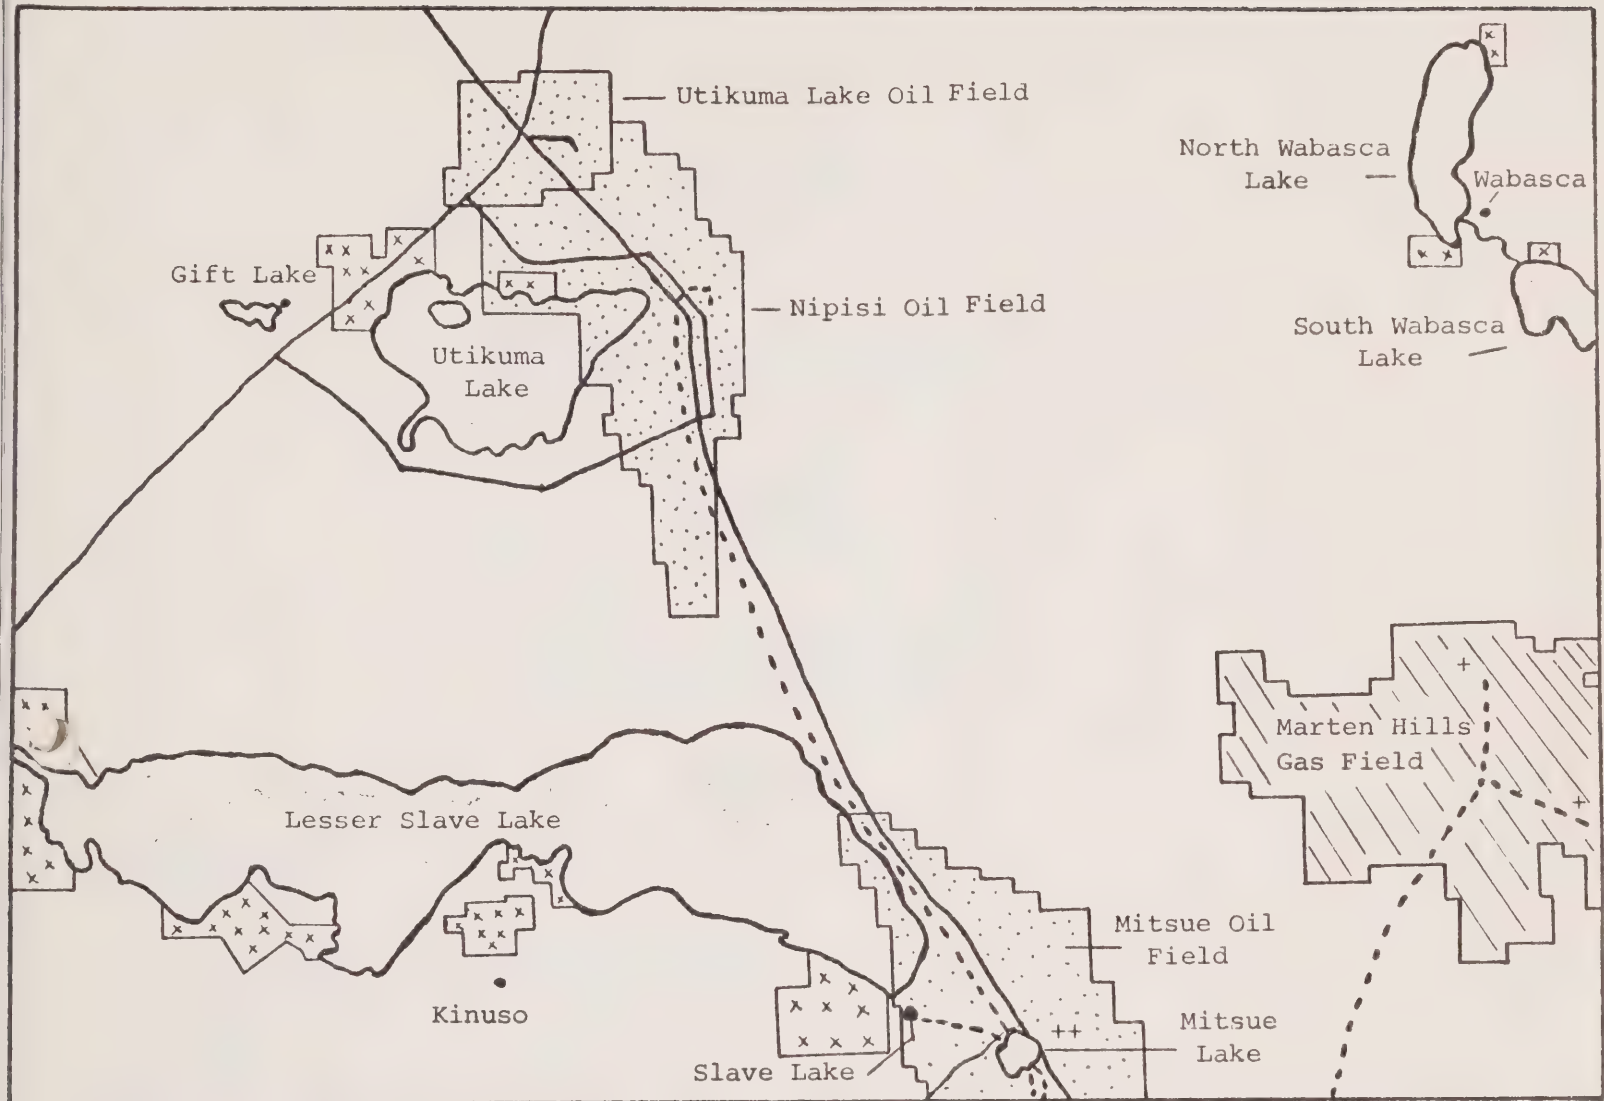 Utikuma Lake Oil Field
North Wabasca
Lake
Wabasca
Gift Lake
Nipisi Oil Field
South Wabasca
Lake
Utikuma
Lake
Marten Hills
Gas Field
Lesser Slave Lake
Mitsue Oil
Field
Kinuso
Mitsue
Lake
Slave Lake